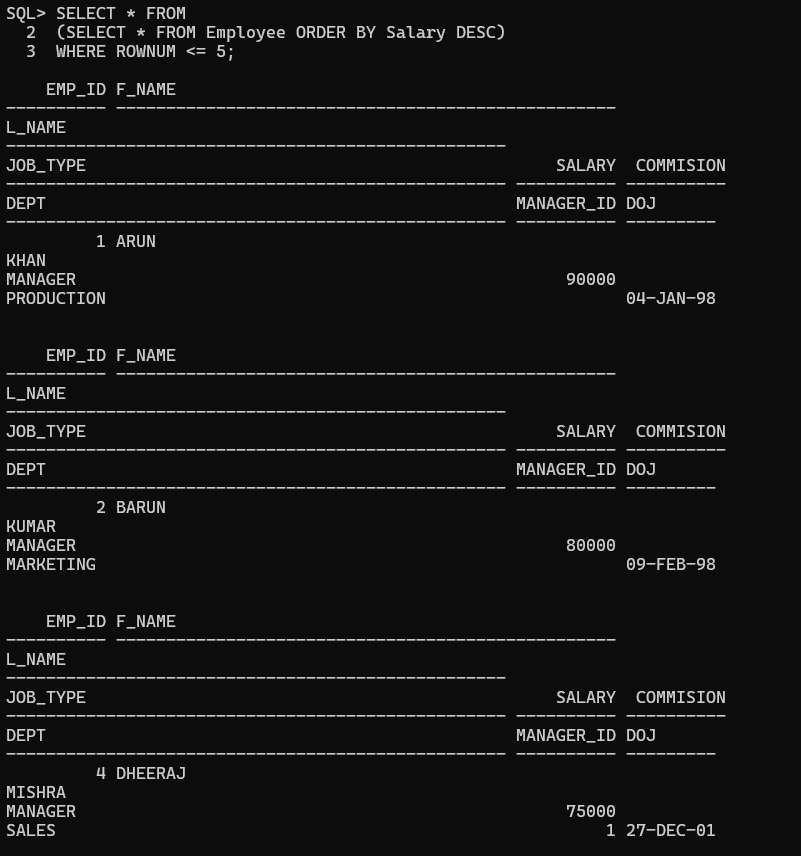 SQL> SELECT * FROM
  2  (SELECT * FROM Employee ORDER BY Salary DESC)
  3  WHERE ROWNUM <= 5;

    EMP_ID F_NAME
---------- --------------------------------------------------
L_NAME
--------------------------------------------------
JOB_TYPE                                               SALARY  COMMISION
-------------------------------------------------- ---------- ----------
DEPT                                               MANAGER_ID DOJ
-------------------------------------------------- ---------- ---------
         1 ARUN
KHAN
MANAGER                                                 90000
PRODUCTION                                                    04-JAN-98


    EMP_ID F_NAME
---------- --------------------------------------------------
L_NAME
--------------------------------------------------
JOB_TYPE                                               SALARY  COMMISION
-------------------------------------------------- ---------- ----------
DEPT                                               MANAGER_ID DOJ
-------------------------------------------------- ---------- ---------
         2 BARUN
KUMAR
MANAGER                                                 80000
MARKETING                                                     09-FEB-98


    EMP_ID F_NAME
---------- --------------------------------------------------
L_NAME
--------------------------------------------------
JOB_TYPE                                               SALARY  COMMISION
-------------------------------------------------- ---------- ----------
DEPT                                               MANAGER_ID DOJ
-------------------------------------------------- ---------- ---------
         4 DHEERAJ
MISHRA
MANAGER                                                 75000
SALES                                                       1 27-DEC-01